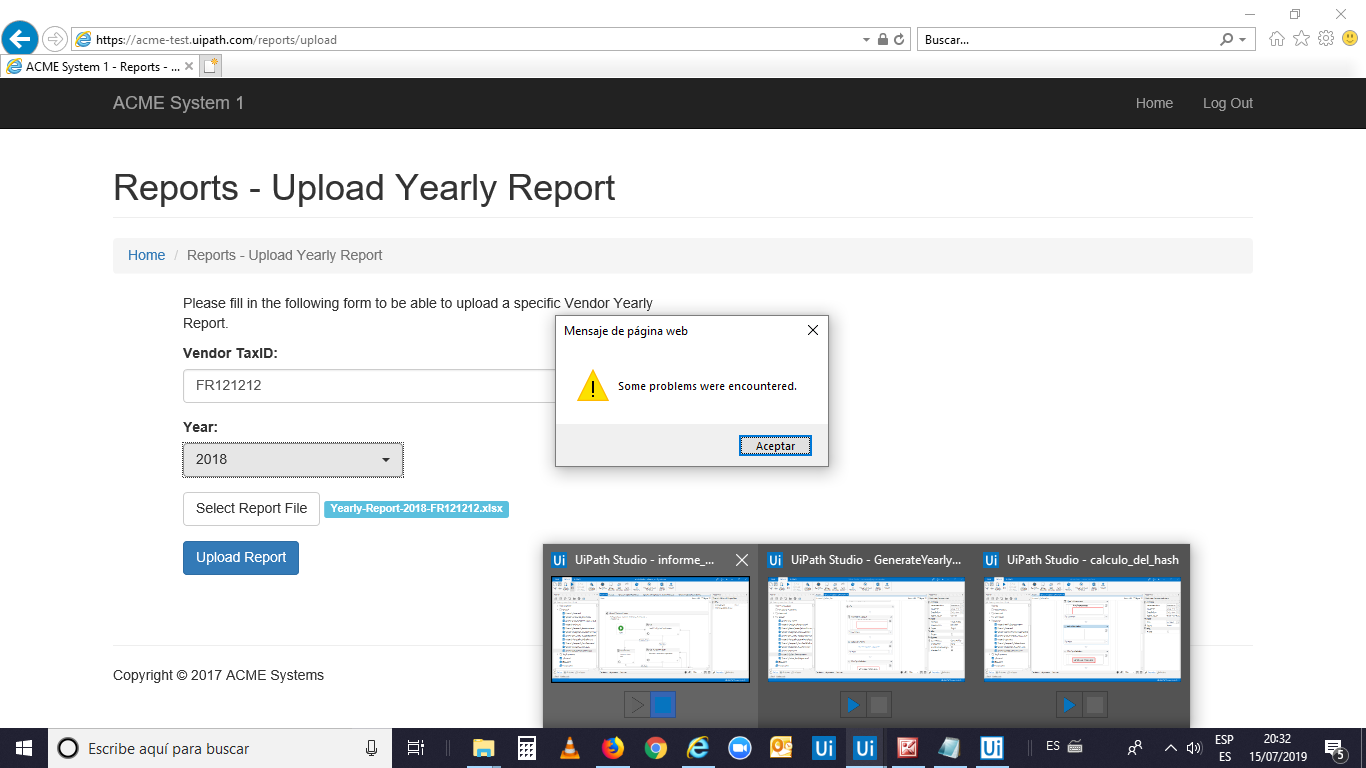 https://acme-test.uipath.com/reports/upload
Buscar...
ACME System 1 - Reports - ...
ACME System 1
Home
Log Out
Reports - Upload Yearly Report
Home / Reports - Upload Yearly Report
Please fill in the following form to be able to upload a specific Vendor Yearly
Report.
Vendor TaxID:
FR121212
Year:
2018
Select Report File
Yearly-Report-2018-FR121212.xlsx
Upload Report
Mensaje de página web
Some problems were encountered.
Aceptar
Ui UiPath Studio - informe_...
Ui UiPath Studio - GenerateYearly...
Ui UiPath Studio - calculo_del_hash
Copyright © 2017 ACME Systems
Escribe aquí para buscar
Ui
Ui
Ui
ES
ESP
ES
20:32
15/07/2019
5